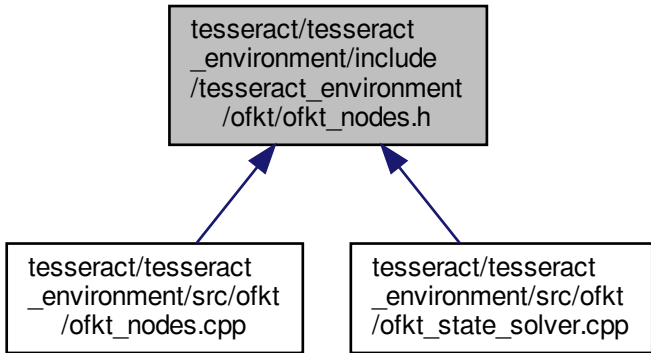 tesseract/tesseract
_environment/include
/tesseract_environment
/ofkt/ofkt_nodes.h
tesseract/tesseract
_environment/src/ofkt
/ofkt_nodes.cpp
tesseract/tesseract
_environment/src/ofkt
/ofkt_state_solver.cpp